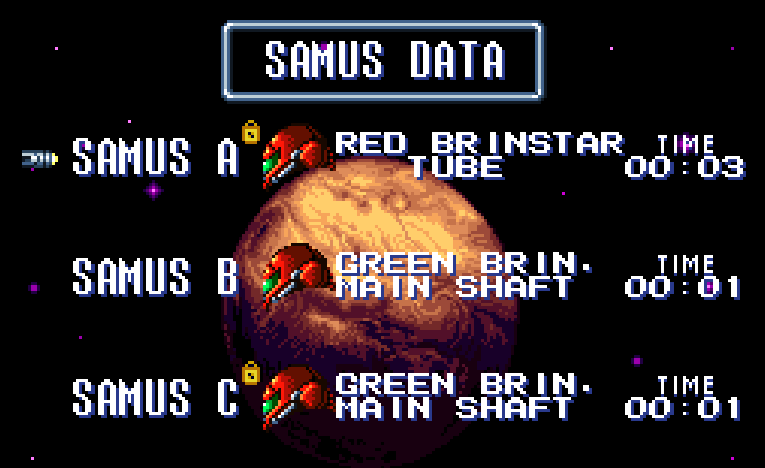 SAMUS DATA
SAMUS A RED BRINSTAR TUBE TIME 00:03
SAMUS B GREEN BRIN. MAIN SHAFT TIME 00:01
SAMUS C GREEN BRIN. MAIN SHAFT TIME 00:01